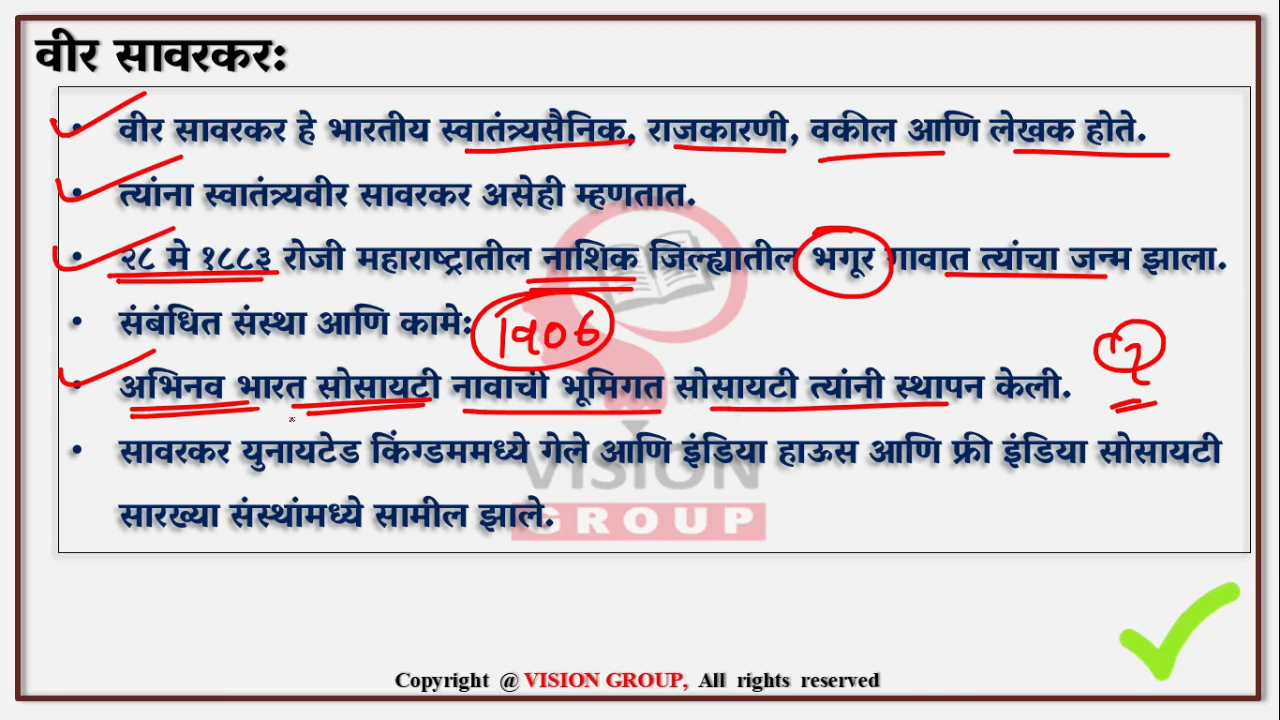 वीर सावरकर:
• वीर सावरकर हे भारतीय स्वातंत्र्यसैनिक, राजकारणी, वकील आणि लेखक होते.
• त्यांना स्वातंत्र्यवीर सावरकर असेही म्हणतात.
• २८ मे १८८३ रोजी महाराष्ट्रातील नाशिक जिल्ह्यातील भगूर गावात त्यांचा जन्म झाला.
• संबंधित संस्था आणि कामे:
1906
• अभिनव भारत सोसायटी नावाची भूमिगत सोसायटी त्यांनी स्थापन केली.
• सावरकर युनायटेड किंग्डममध्ये गेले आणि इंडिया हाऊस आणि फ्री इंडिया सोसायटी
सारख्या संस्थांमध्ये सामील झाले.
VISION
GROUP
Copyright @ VISION GROUP, All rights reserved